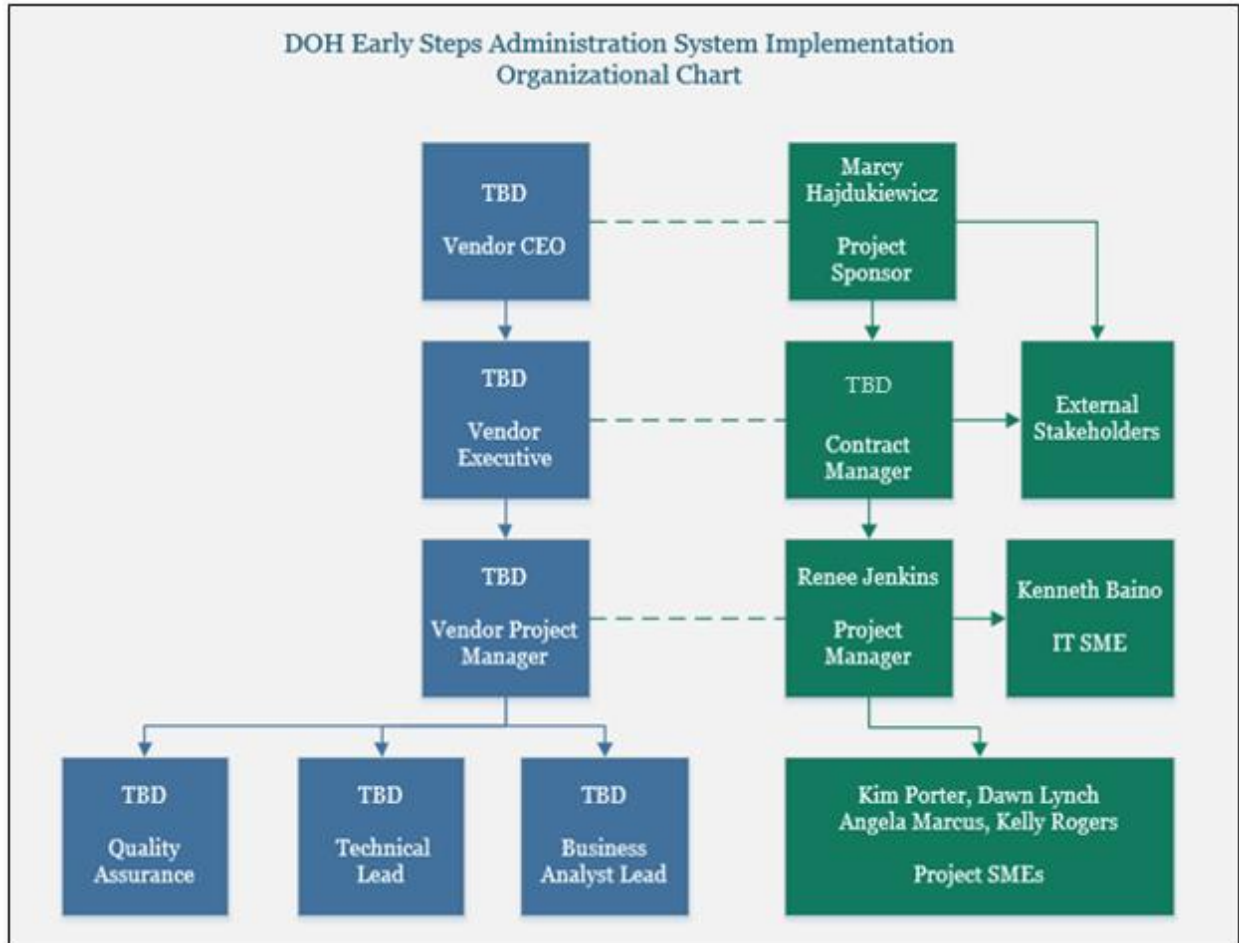 DOH Early Steps Administration System Implementation
Organizational Chart
TBD
Vendor CEO
Marcy
Hajdukiewicz
Project
Sponsor
TBD
Vendor
Executive
TBD
Contract
Manager
External
Stakeholders
TBD
Vendor Project
Manager
Renee Jenkins
Project
Manager
Kenneth Baino
IT SME
TBD
Quality
Assurance
TBD
Technical
Lead
TBD
Business
Analyst Lead
Kim Porter, Dawn Lynch
Angela Marcus, Kelly Rogers
Project SMEs